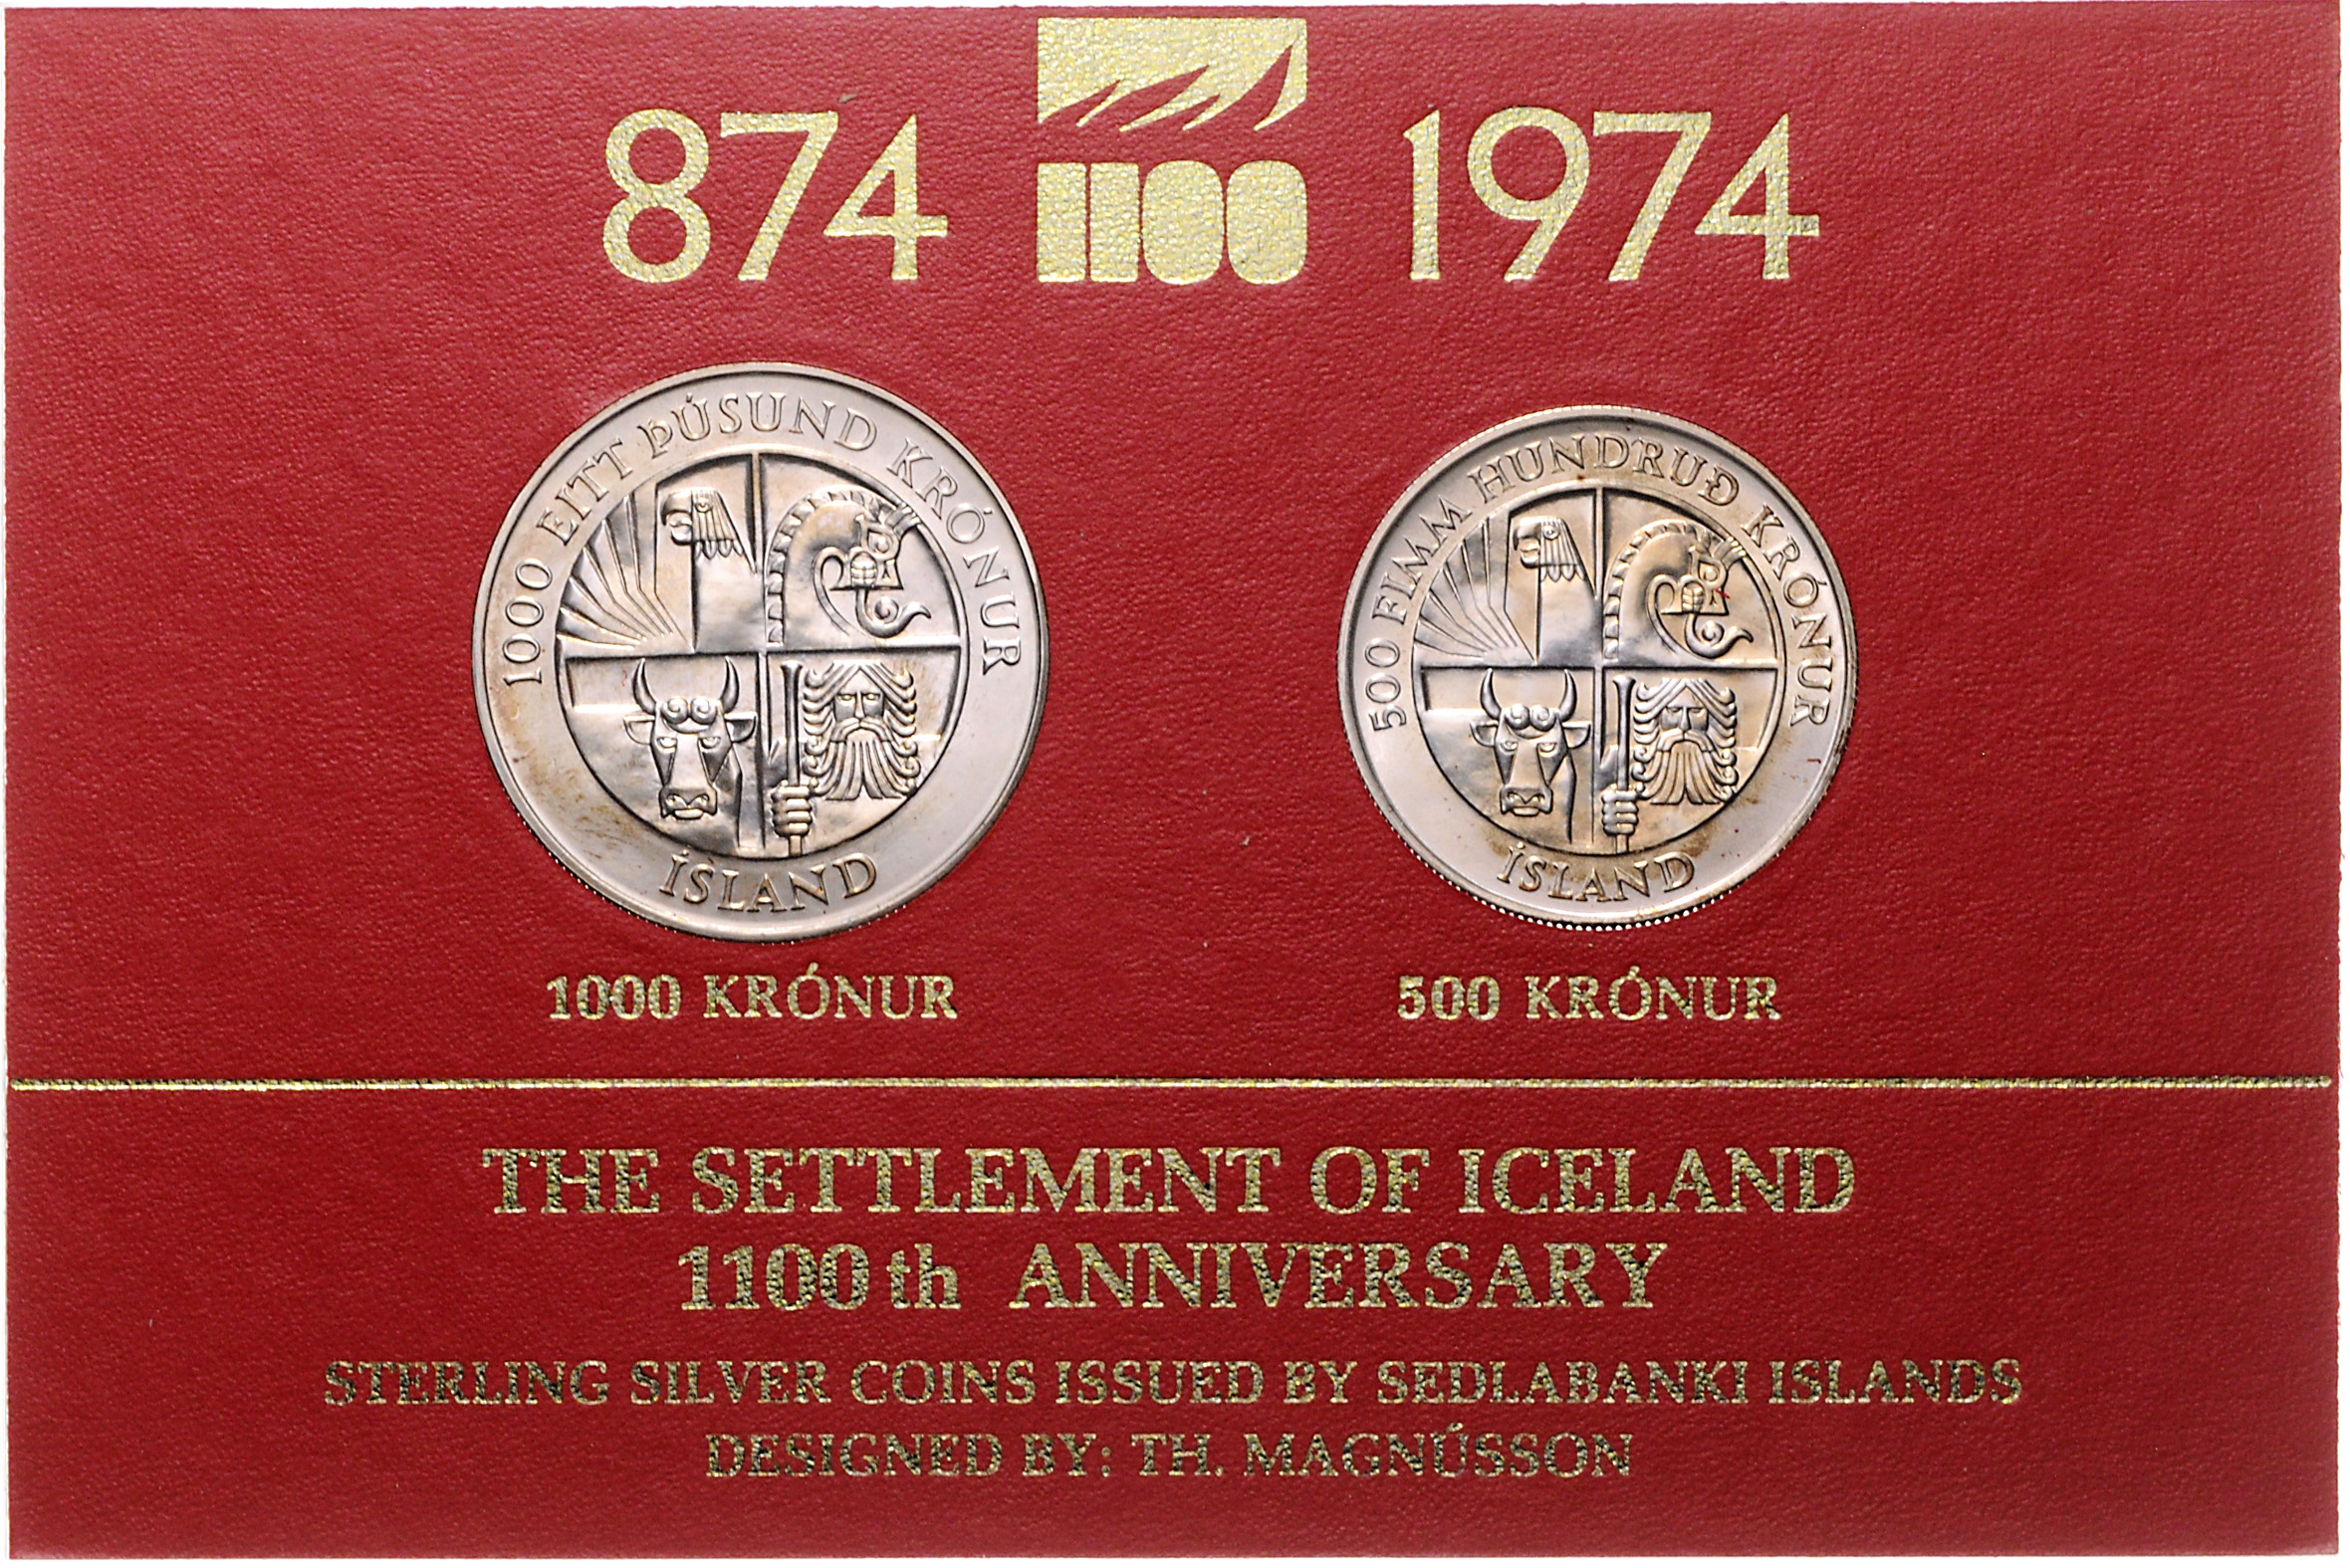 874 1100 1974
1000 EITT ÞÚSUND KRÓNUR
ÍSLAND
500 FIMM HUNDRUÐ KRÓNUR
ÍSLAND
1000 KRÓNUR
500 KRÓNUR
THE SETTLEMENT OF ICELAND
1100th ANNIVERSARY
STERLING SILVER COINS ISSUED BY SEDLABANKI ISLANDS
DESIGNED BY: TH. MAGNÚSSON